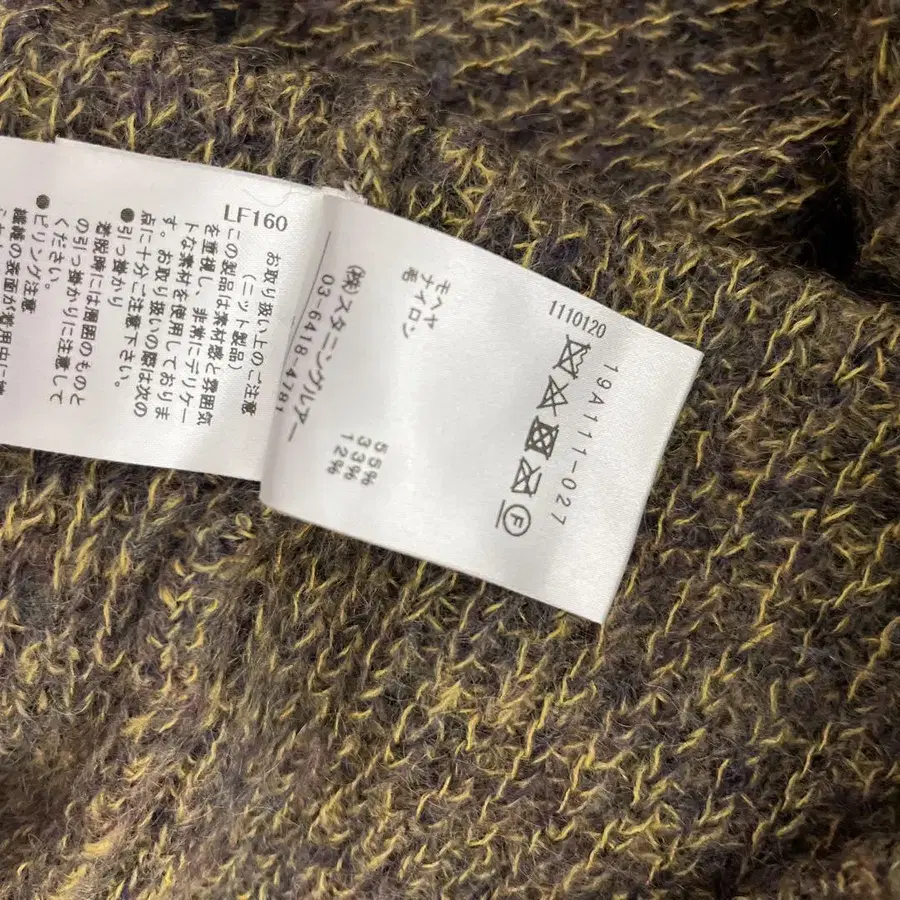 LF160
お取り扱い上のご注意
(ニット製品)
この製品は素材感と雰囲気
を重視し、非常にデリケー
トな素材を使用しておりま
す。お取り扱いの際は次の
点に十分ご注意下さい。
●引っ掛かり
着脱時には周囲のものと
の引っ掛かりに注意して
ください。
●ピリング注意
繊維の表面が着用中に
1110120
19A111-027
F
モヘヤ 55%
ナイロン 33%
毛 12%
(株)スタニングルアー
03-6418-4781